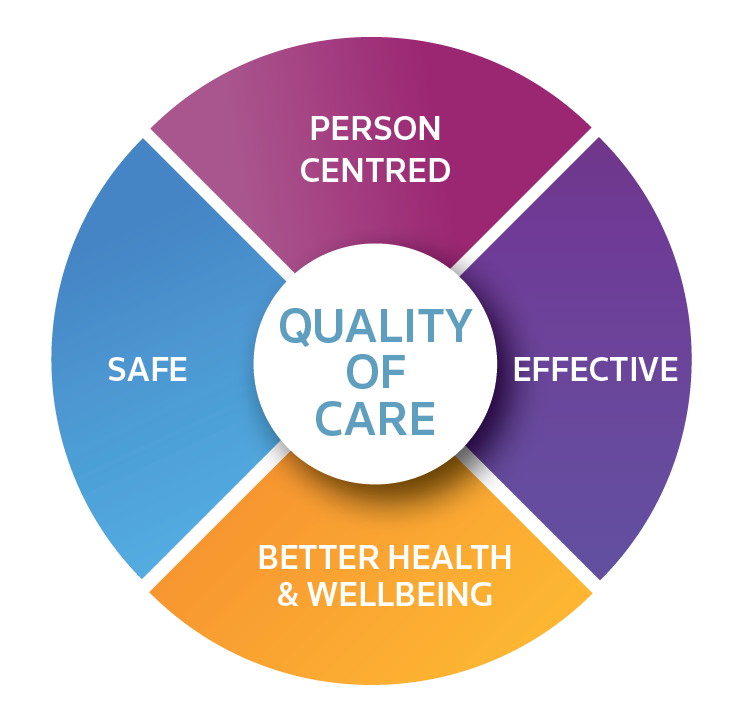 PERSON
CENTRED
SAFE
QUALITY
OF
CARE
EFFECTIVE
BETTER HEALTH
& WELLBEING